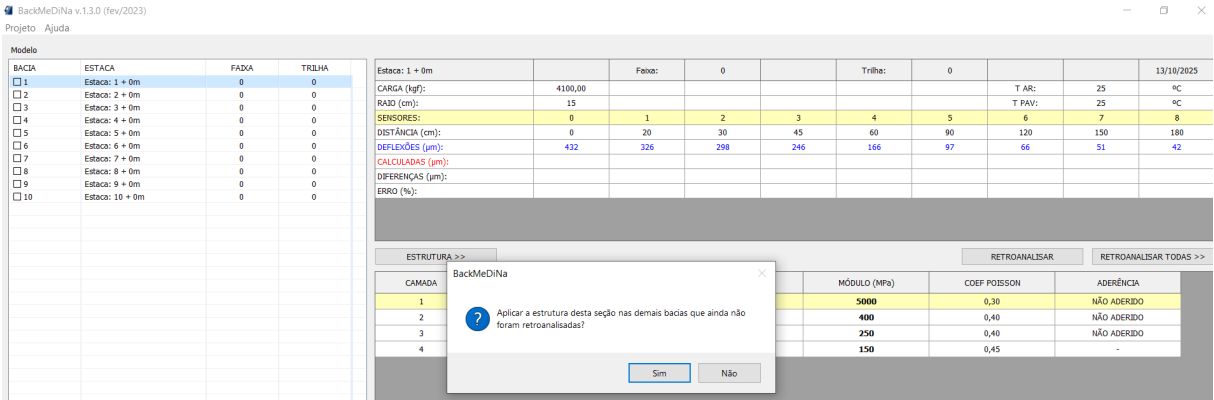 BackMeDiNa v.1.3.0 (fev/2023)
Projeto Ajuda
Modelo
BACIA ESTACA FAIXA TRILHA
1 Estaca: 1 + 0m 0 0
2 Estaca: 2 + 0m 0 0
3 Estaca: 3 + 0m 0 0
4 Estaca: 4 + 0m 0 0
5 Estaca: 5 + 0m 0 0
6 Estaca: 6 + 0m 0 0
7 Estaca: 7 + 0m 0 0
8 Estaca: 8 + 0m 0 0
9 Estaca: 9 + 0m 0 0
10 Estaca: 10 + 0m 0 0
Estaca: 1 + 0m Faixa: 0 Trilha: 0 13/10/2025
CARGA (kgf): 4100,00 T AR: 25 ºC
RAIO (cm): 15 T PAV: 25 ºC
SENSORES: 0 1 2 3 4 5 6 7 8
DISTÂNCIA (cm): 0 20 30 45 60 90 120 150 180
DEFLEXÕES (µm): 432 326 298 246 166 97 66 51 42
CALCULADAS (µm):
DIFERENÇAS (µm):
ERRO (%):
ESTRUTURA >> RETROANALISAR RETROANALISAR TODAS >>
CAMADA MÓDULO (MPa) COEF POISSON ADERÊNCIA
1 5000 0,30 NÃO ADERIDO
2 400 0,40 NÃO ADERIDO
3 250 0,40 NÃO ADERIDO
4 150 0,45 -
BackMeDiNa
Aplicar a estrutura desta seção nas demais bacias que ainda não
foram retroanalisadas?
Sim Não